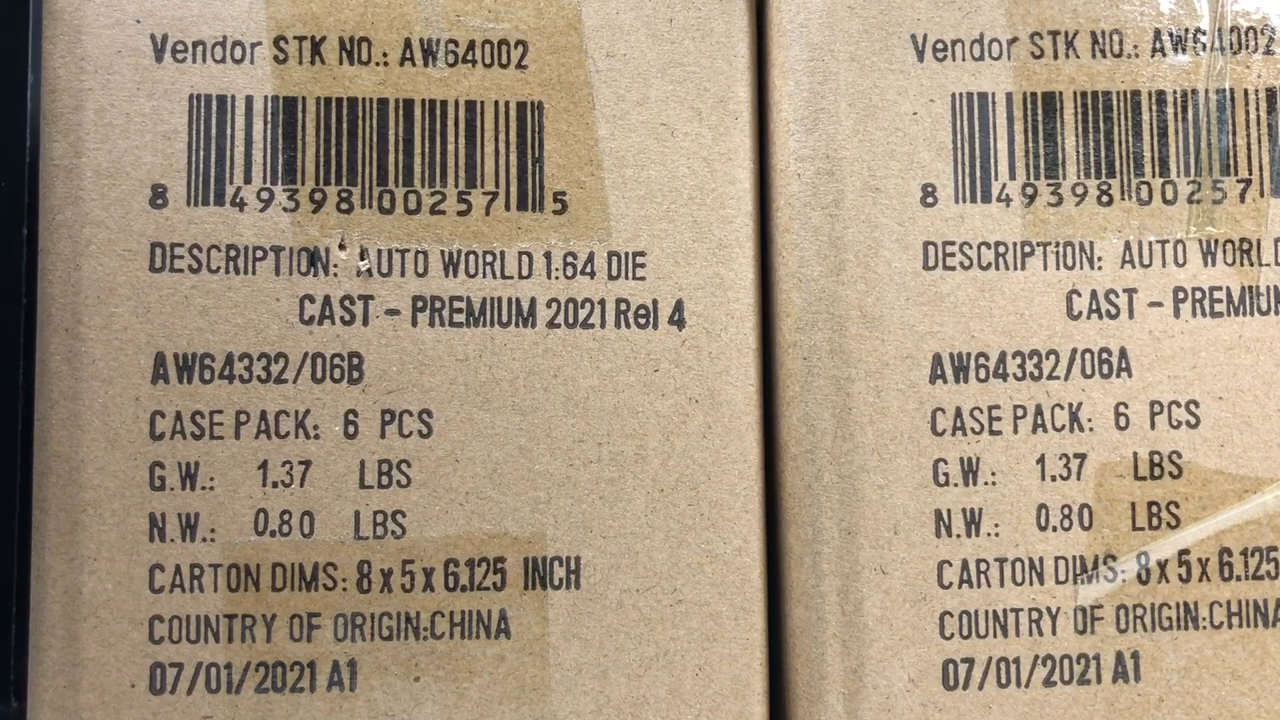 Vendor STK NO.: AW64002
8 49398 00257 5
DESCRIPTION: AUTO WORLD 1:64 DIE
CAST - PREMIUM 2021 Rel 4
AW64332/06B
CASE PACK: 6 PCS
G.W.: 1.37 LBS
N.W.: 0.80 LBS
CARTON DIMS: 8 x 5 x 6.125 INCH
COUNTRY OF ORIGIN:CHINA
07/01/2021 A1
Vendor STK NO.: AW64002
8 49398 00257
DESCRIPTION: AUTO WORLD
CAST - PREMIUM
AW64332/06A
CASE PACK: 6 PCS
G.W.: 1.37 LBS
N.W.: 0.80 LBS
CARTON DIMS: 8 x 5 x 6.125
COUNTRY OF ORIGIN:CHINA
07/01/2021 A1